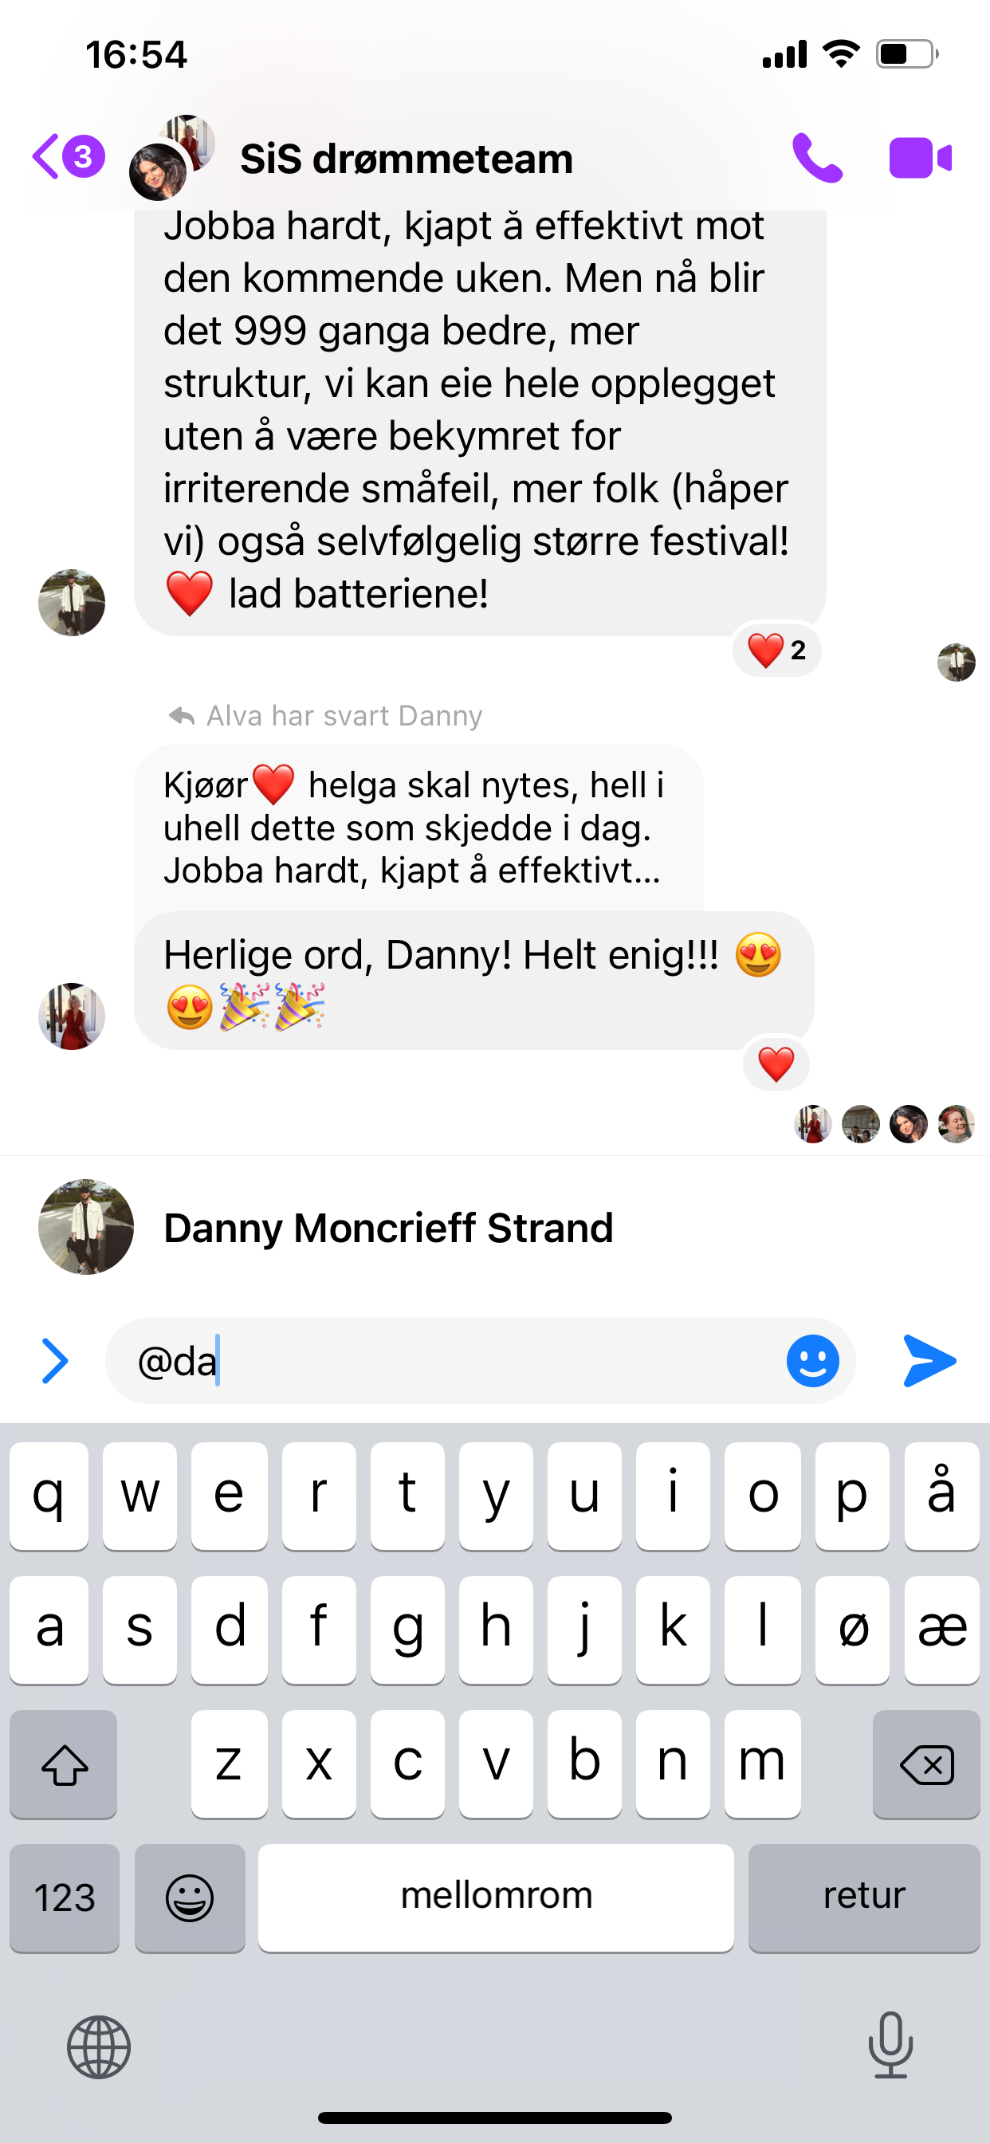 16:54
3
SiS drømmeteam
Jobba hardt, kjapt å effektivt mot
den kommende uken. Men nå blir
det 999 ganga bedre, mer
struktur, vi kan eie hele opplegget
uten å være bekymret for
irriterende småfeil, mer folk (håper
vi) også selvfølgelig større festival!
❤️ lad batteriene!
❤️ 2
Alva har svart Danny
Kjøør❤️ helga skal nytes, hell i
uhell dette som skjedde i dag.
Jobba hardt, kjapt å effektivt...
Herlige ord, Danny! Helt enig!!! 😍
😍🎉🎉
❤️
Danny Moncrieff Strand
@da
q w e r t y u i o p å
a s d f g h j k l ø æ
z x c v b n m
123 mellomrom retur